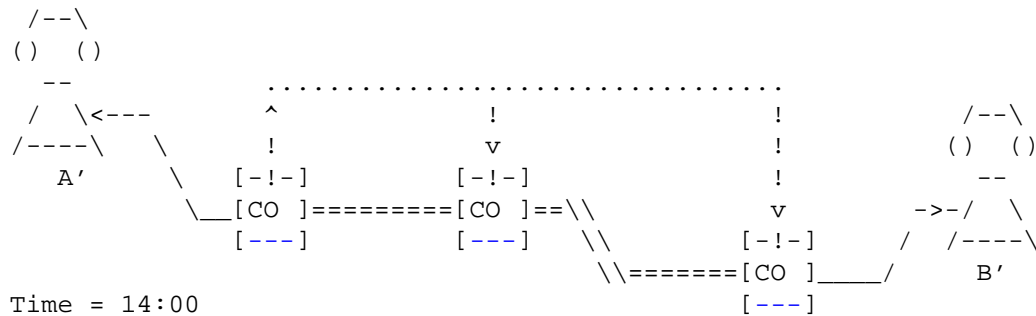 A'
B'
[CO ] [CO ]
[CO ]
Time = 14:00